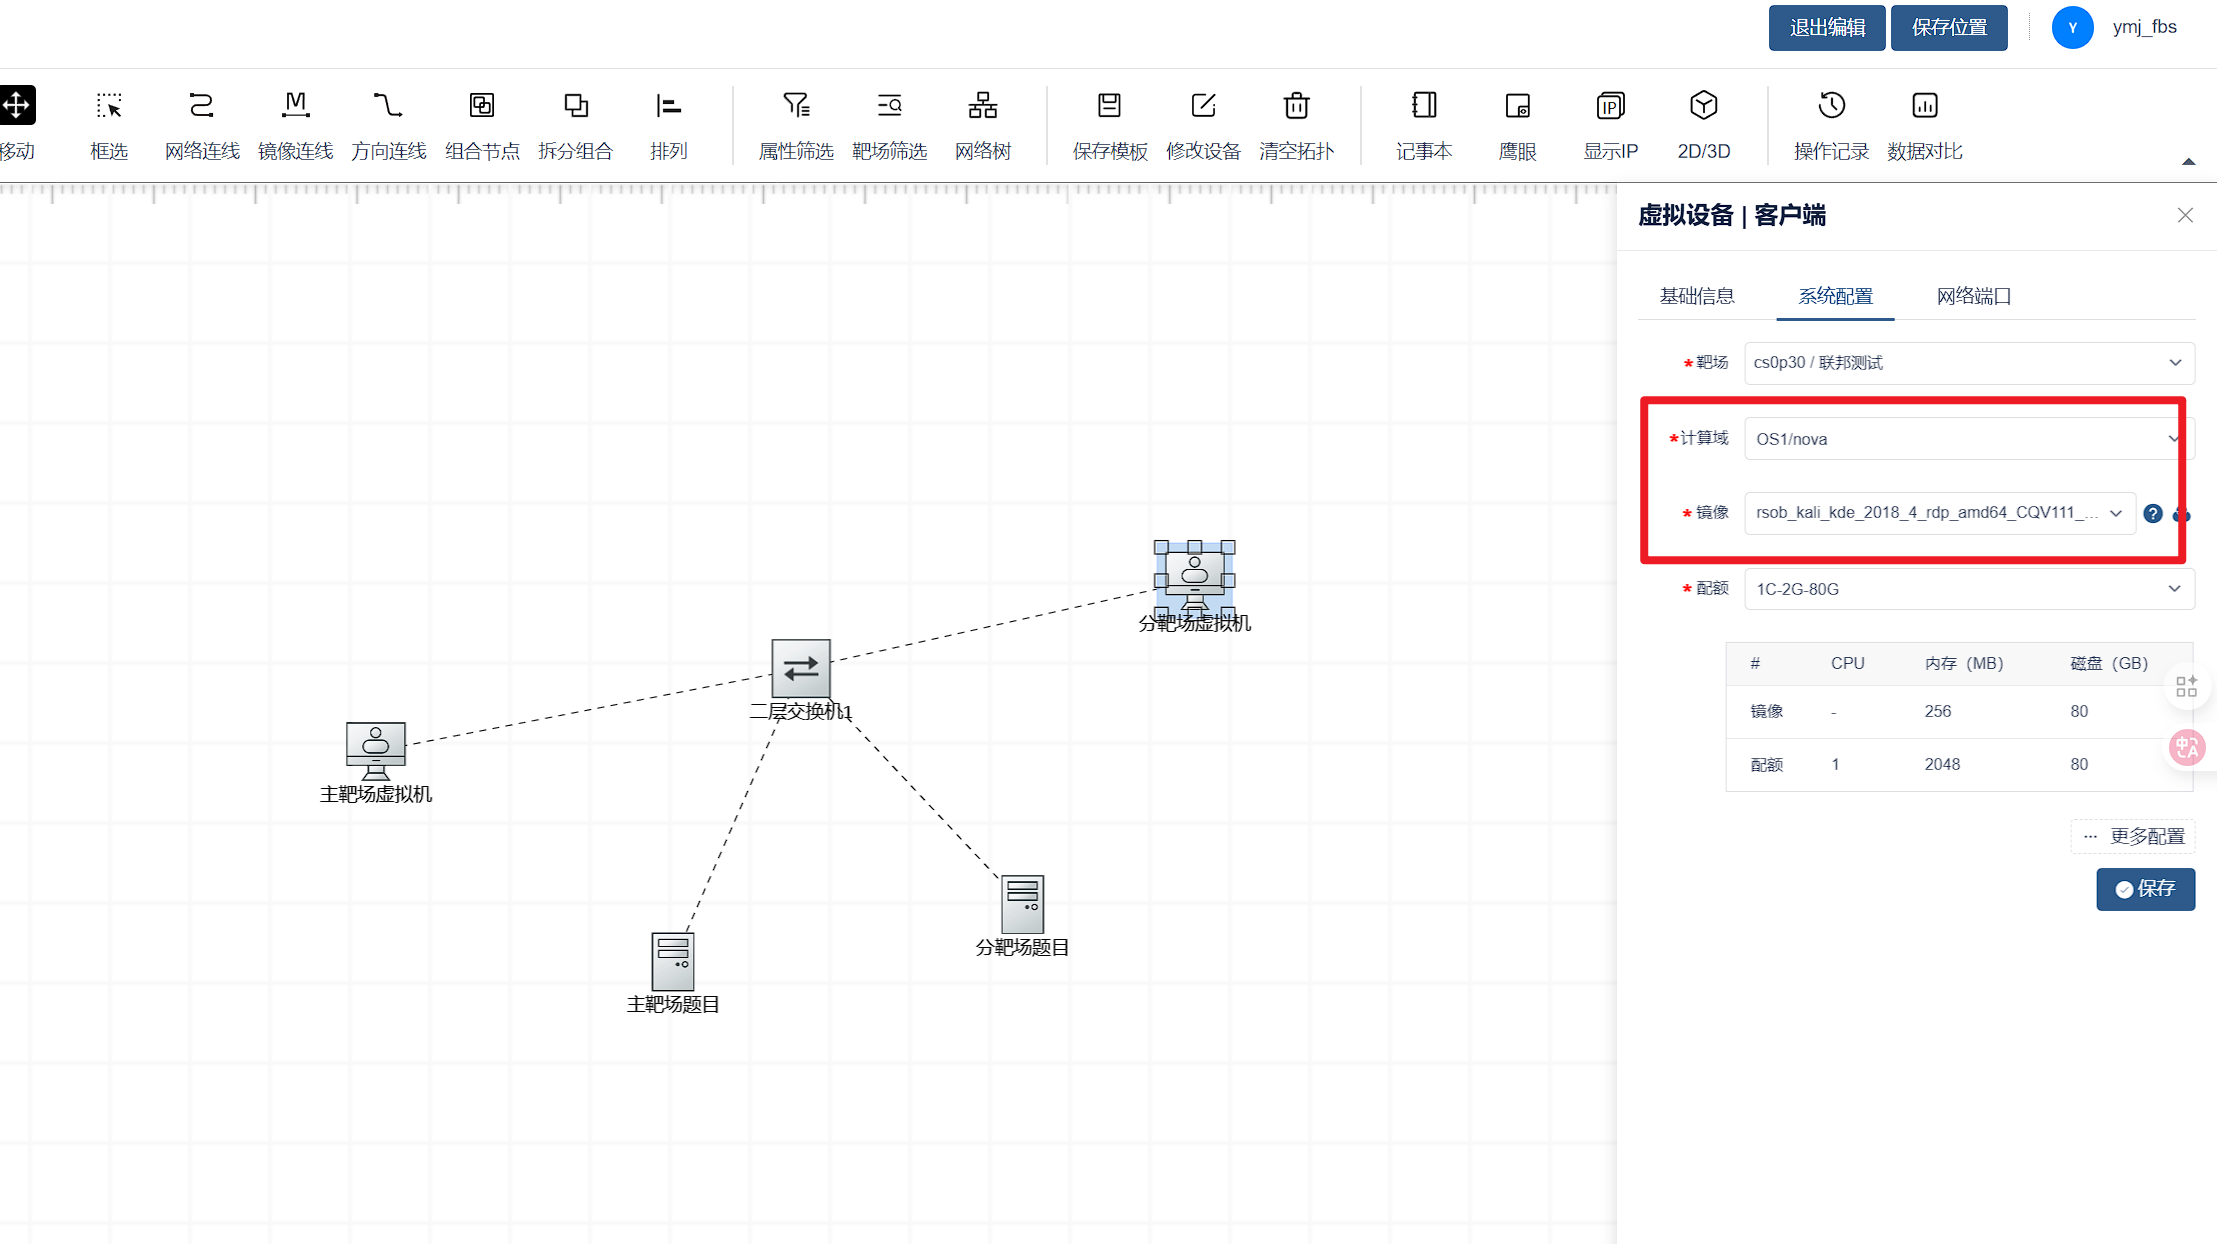 退出编辑
保存位置
Y
ymj_fbs
移动
框选
网络连线
镜像连线
方向连线
组合节点
拆分组合
排列
属性筛选
靶场筛选
网络树
保存模板
修改设备
清空拓扑
记事本
鹰眼
显示IP
2D/3D
操作记录
数据对比
虚拟设备 | 客户端
基础信息
系统配置
网络端口
*靶场 cs0p30 / 联邦测试
*计算域 OS1/nova
*镜像 rsob_kali_kde_2018_4_rdp_amd64_CQV111_...
*配额 1C-2G-80G
# CPU 内存（MB） 磁盘（GB）
镜像 - 256 80
配额 1 2048 80
··· 更多配置
保存
分靶场虚拟机
二层交换机1
主靶场虚拟机
分靶场题目
主靶场题目